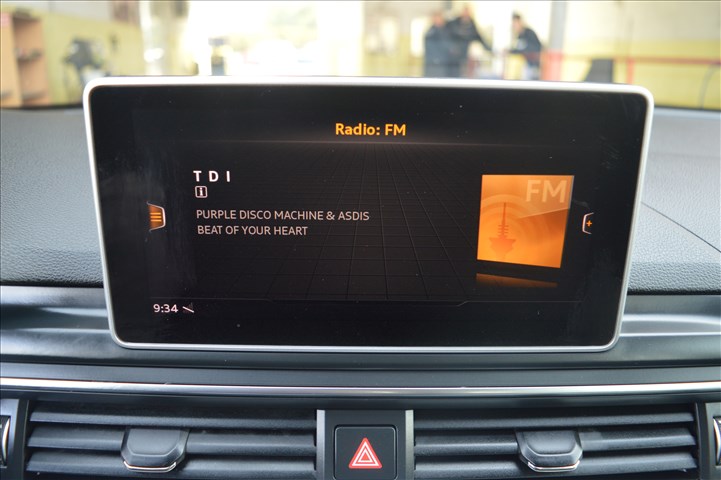 Radio: FM
T D I
i
FM
PURPLE DISCO MACHINE & ASDIS
BEAT OF YOUR HEART
9:34